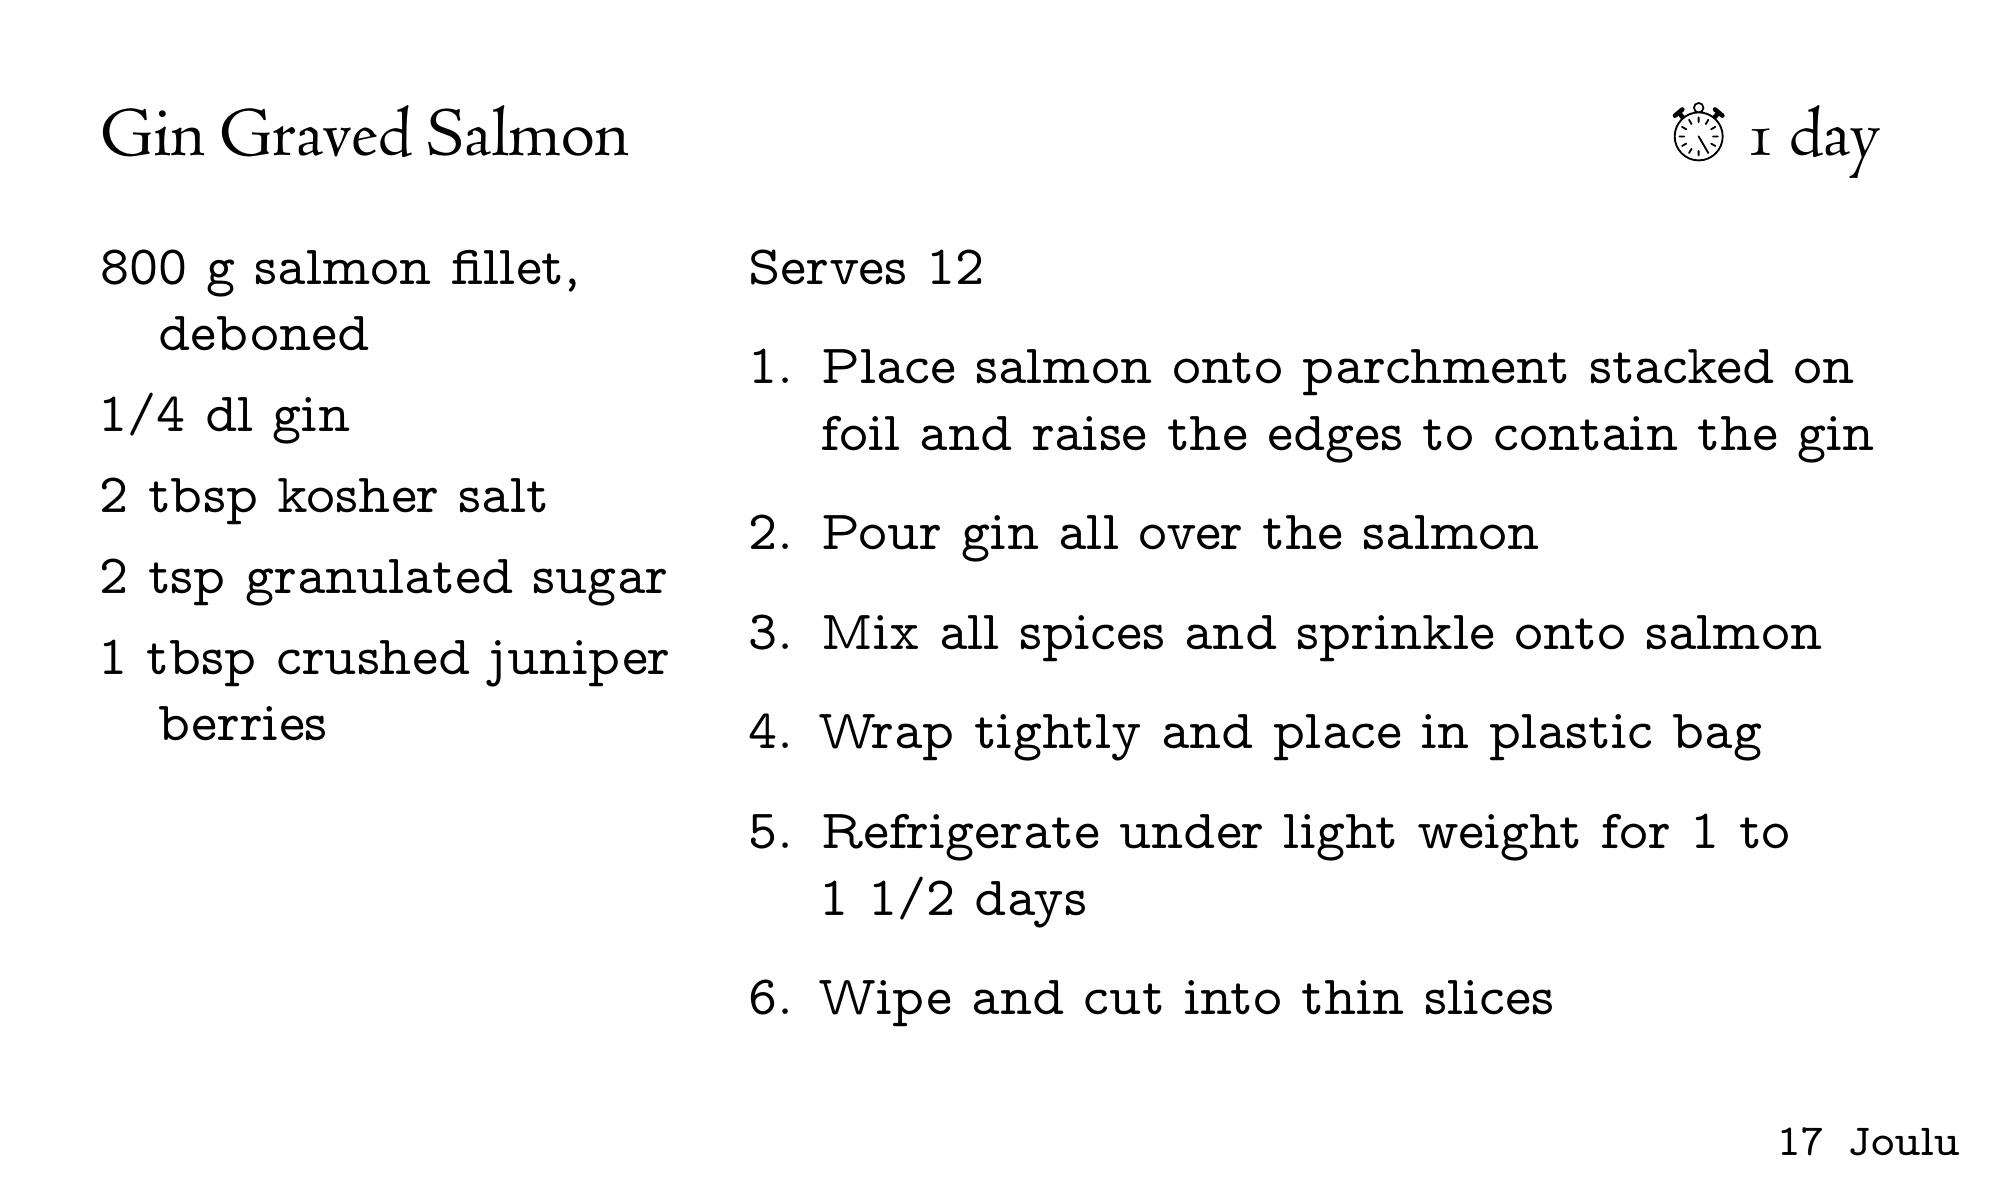 Gin Graved Salmon
1 day
800 g salmon fillet,
deboned
1/4 dl gin
2 tbsp kosher salt
2 tsp granulated sugar
1 tbsp crushed juniper
berries
Serves 12
1. Place salmon onto parchment stacked on
foil and raise the edges to contain the gin
2. Pour gin all over the salmon
3. Mix all spices and sprinkle onto salmon
4. Wrap tightly and place in plastic bag
5. Refrigerate under light weight for 1 to
1 1/2 days
6. Wipe and cut into thin slices
17 Joulu